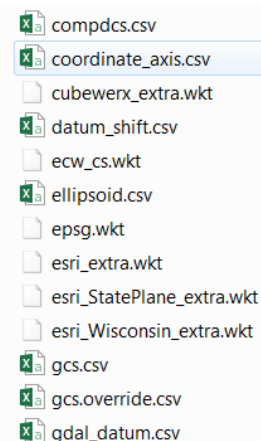 compdcs.csv
coordinate_axis.csv
cubewerx_extra.wkt
datum_shift.csv
ecw_cs.wkt
ellipsoid.csv
epsg.wkt
esri_extra.wkt
esri_StatePlane_extra.wkt
esri_Wisconsin_extra.wkt
gcs.csv
gcs.override.csv
gdal_datum.csv